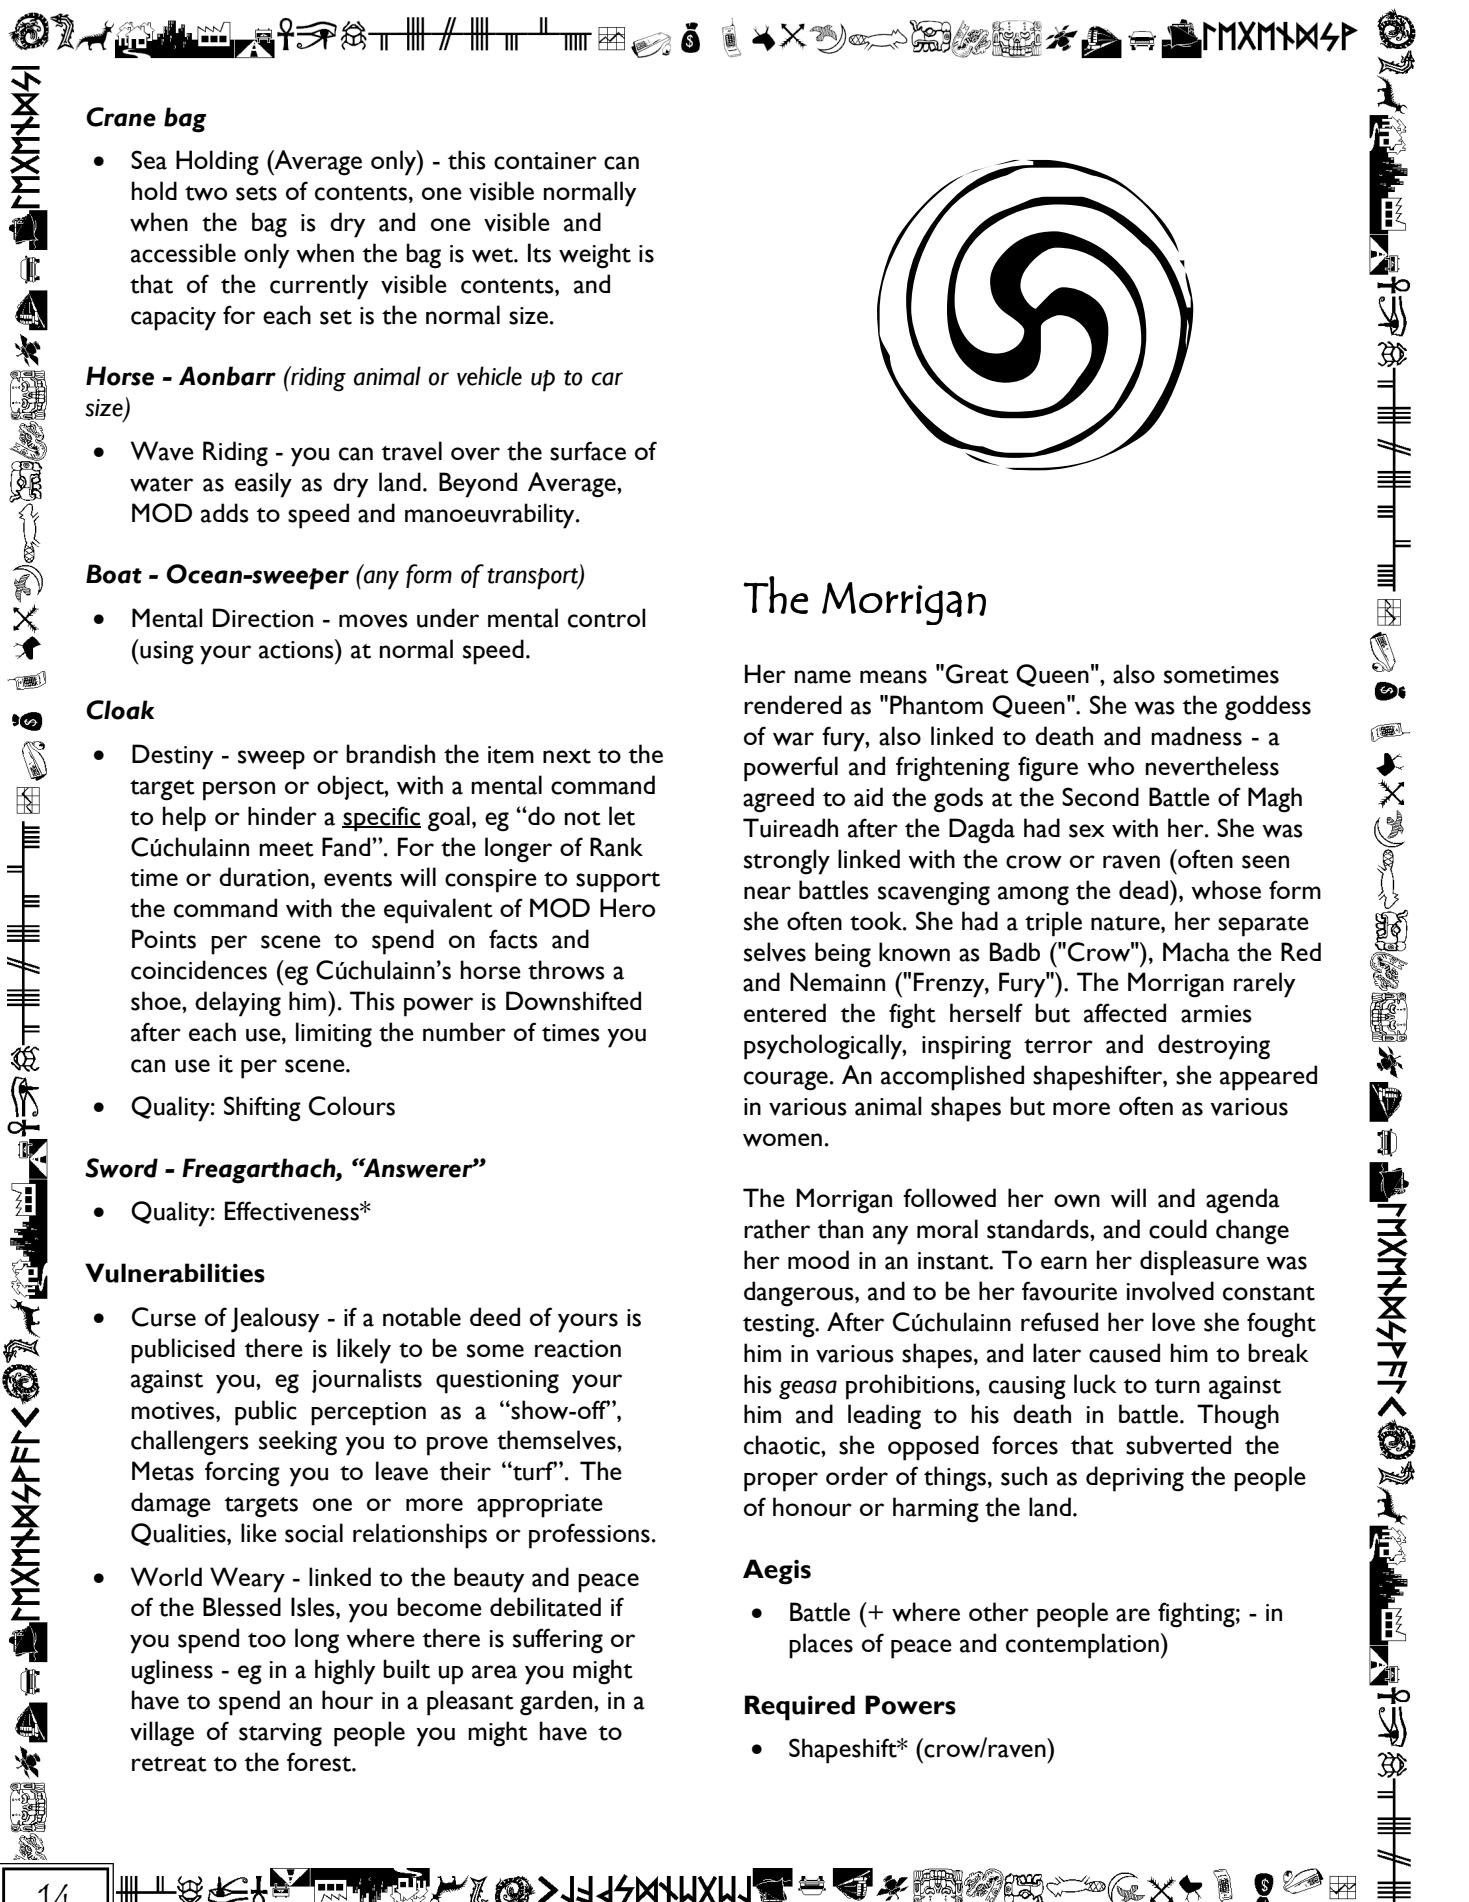 Crane bag
• Sea Holding (Average only) - this container can
hold two sets of contents, one visible normally
when the bag is dry and one visible and
accessible only when the bag is wet. Its weight is
that of the currently visible contents, and
capacity for each set is the normal size.
Horse - Aonbarr (riding animal or vehicle up to car
size)
• Wave Riding - you can travel over the surface of
water as easily as dry land. Beyond Average,
MOD adds to speed and manoeuvrability.
Boat - Ocean-sweeper (any form of transport)
• Mental Direction - moves under mental control
(using your actions) at normal speed.
Cloak
• Destiny - sweep or brandish the item next to the
target person or object, with a mental command
to help or hinder a specific goal, eg “do not let
Cúchulainn meet Fand”. For the longer of Rank
time or duration, events will conspire to support
the command with the equivalent of MOD Hero
Points per scene to spend on facts and
coincidences (eg Cúchulainn’s horse throws a
shoe, delaying him). This power is Downshifted
after each use, limiting the number of times you
can use it per scene.
• Quality: Shifting Colours
Sword - Freagarthach, “Answerer”
• Quality: Effectiveness*
Vulnerabilities
• Curse of Jealousy - if a notable deed of yours is
publicised there is likely to be some reaction
against you, eg journalists questioning your
motives, public perception as a “show-off”,
challengers seeking you to prove themselves,
Metas forcing you to leave their “turf”. The
damage targets one or more appropriate
Qualities, like social relationships or professions.
• World Weary - linked to the beauty and peace
of the Blessed Isles, you become debilitated if
you spend too long where there is suffering or
ugliness - eg in a highly built up area you might
have to spend an hour in a pleasant garden, in a
village of starving people you might have to
retreat to the forest.
The Morrigan
Her name means "Great Queen", also sometimes
rendered as "Phantom Queen". She was the goddess
of war fury, also linked to death and madness - a
powerful and frightening figure who nevertheless
agreed to aid the gods at the Second Battle of Magh
Tuireadh after the Dagda had sex with her. She was
strongly linked with the crow or raven (often seen
near battles scavenging among the dead), whose form
she often took. She had a triple nature, her separate
selves being known as Badb ("Crow"), Macha the Red
and Nemainn ("Frenzy, Fury"). The Morrigan rarely
entered the fight herself but affected armies
psychologically, inspiring terror and destroying
courage. An accomplished shapeshifter, she appeared
in various animal shapes but more often as various
women.
The Morrigan followed her own will and agenda
rather than any moral standards, and could change
her mood in an instant. To earn her displeasure was
dangerous, and to be her favourite involved constant
testing. After Cúchulainn refused her love she fought
him in various shapes, and later caused him to break
his geasa prohibitions, causing luck to turn against
him and leading to his death in battle. Though
chaotic, she opposed forces that subverted the
proper order of things, such as depriving the people
of honour or harming the land.
Aegis
• Battle (+ where other people are fighting; - in
places of peace and contemplation)
Required Powers
• Shapeshift* (crow/raven)
14